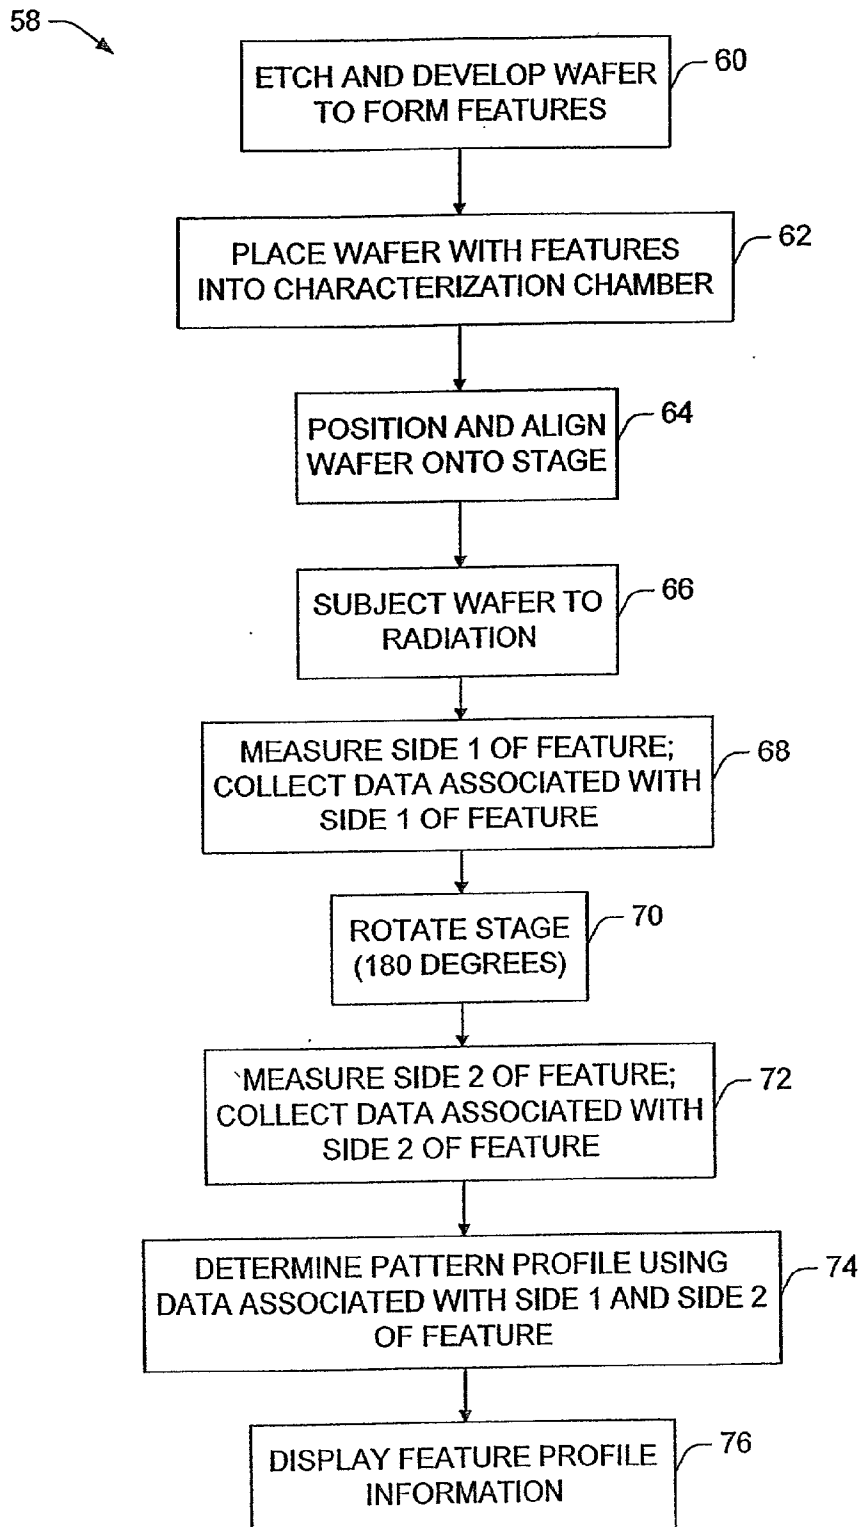 58
ETCH AND DEVELOP WAFER
TO FORM FEATURES
60
PLACE WAFER WITH FEATURES
INTO CHARACTERIZATION CHAMBER
62
POSITION AND ALIGN
WAFER ONTO STAGE
64
SUBJECT WAFER TO
RADIATION
66
MEASURE SIDE 1 OF FEATURE;
COLLECT DATA ASSOCIATED WITH
SIDE 1 OF FEATURE
68
ROTATE STAGE
(180 DEGREES)
70
MEASURE SIDE 2 OF FEATURE;
COLLECT DATA ASSOCIATED WITH
SIDE 2 OF FEATURE
72
DETERMINE PATTERN PROFILE USING
DATA ASSOCIATED WITH SIDE 1 AND SIDE 2
OF FEATURE
74
DISPLAY FEATURE PROFILE
INFORMATION
76